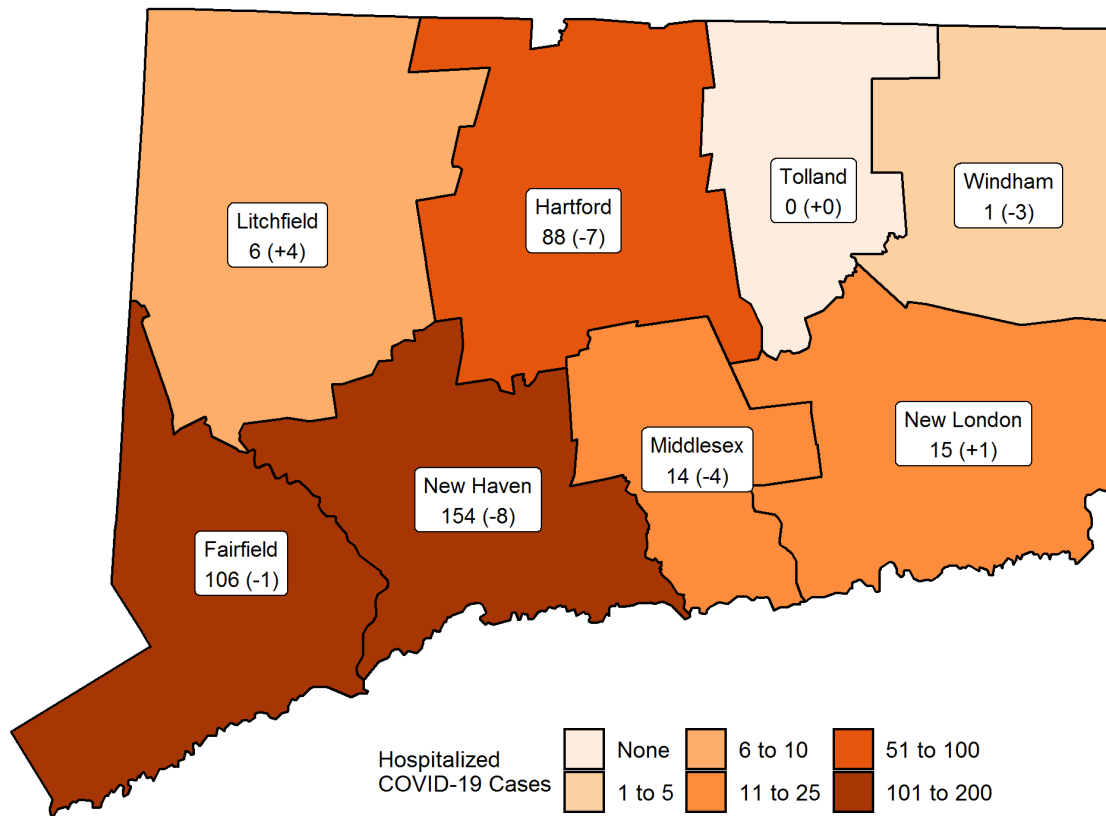 Tolland
0 (+0)
Windham
1 (-3)
Litchfield
6 (+4)
Hartford
88 (-7)
New London
15 (+1)
Middlesex
14 (-4)
New Haven
154 (-8)
Fairfield
106 (-1)
Hospitalized
COVID-19 Cases
None
1 to 5
6 to 10
11 to 25
51 to 100
101 to 200